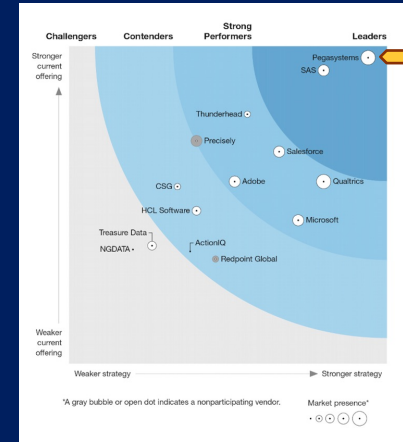 Challengers
Contenders
Strong
Performers
Leaders
Stronger
current
offering
Pegasystems
SAS
Thunderhead
Precisely
Salesforce
CSG
Adobe
Qualtrics
HCL Software
Microsoft
Treasure Data
ActionIQ
NGDATA
Redpoint Global
Weaker
current
offering
Weaker strategy
Stronger strategy
*A gray bubble or open dot indicates a nonparticipating vendor.
Market presence*